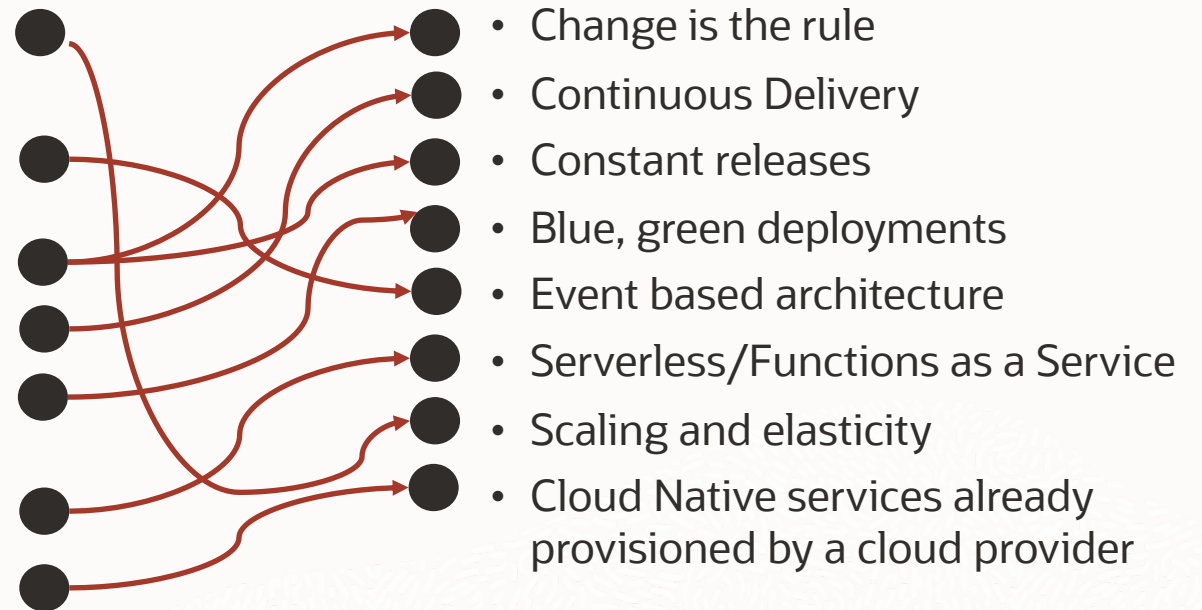 • Change is the rule
• Continuous Delivery
• Constant releases
• Blue, green deployments
• Event based architecture
• Serverless/Functions as a Service
• Scaling and elasticity
• Cloud Native services already
provisioned by a cloud provider